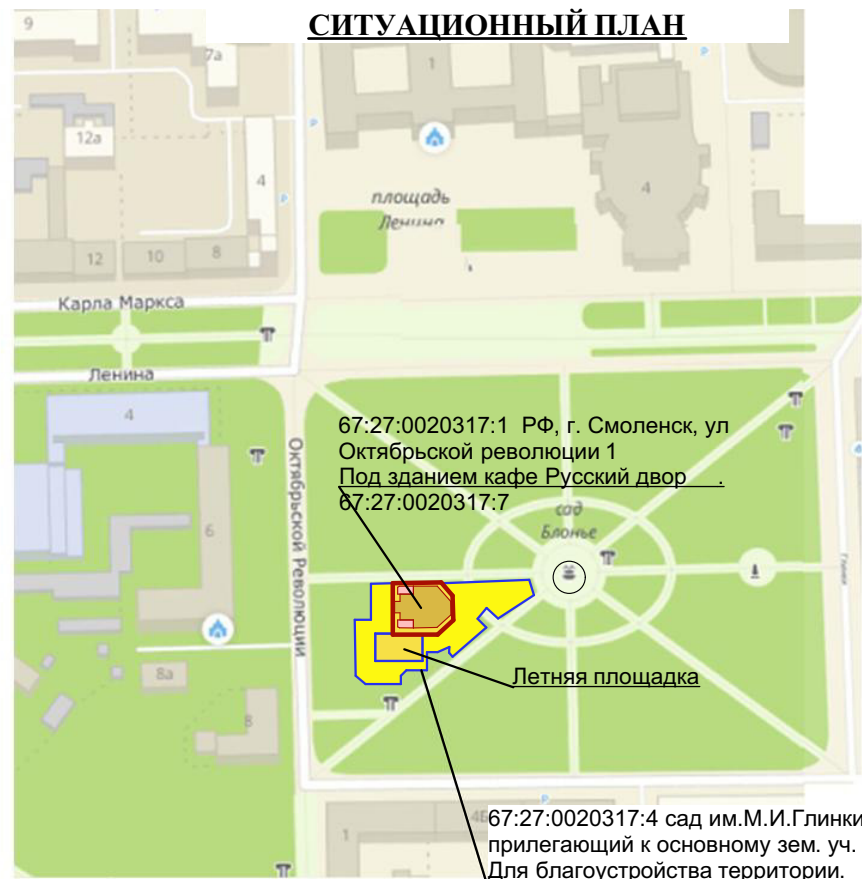 СИТУАЦИОННЫЙ ПЛАН
9
7а
1
12а
4
4
площадь
Ленина
12
10
8
Карла Маркса
Ленина
4
67:27:0020317:1 РФ, г. Смоленск, ул
Октябрьской революции 1
Под зданием кафе Русский двор .
67:27:0020317:7
Октябрьской Революции
сад
Блонье
6
Глинки
Летняя площадка
8а
8
1
4Б
67:27:0020317:4 сад им.М.И.Глинки
прилегающий к основному зем. уч.
Для благоустройства территории.